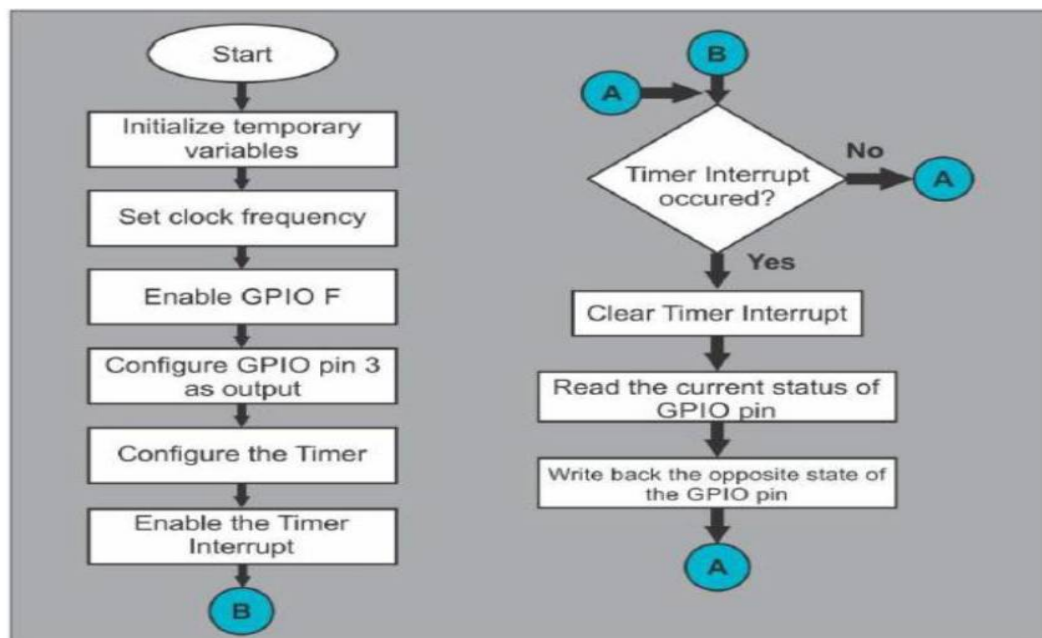 Start
Initialize temporary
variables
Set clock frequency
Enable GPIO F
Configure GPIO pin 3
as output
Configure the Timer
Enable the Timer
Interrupt
B
B
A
Timer Interrupt
occured?
No
A
Yes
Clear Timer Interrupt
Read the current status of
GPIO pin
Write back the opposite state of
the GPIO pin
A